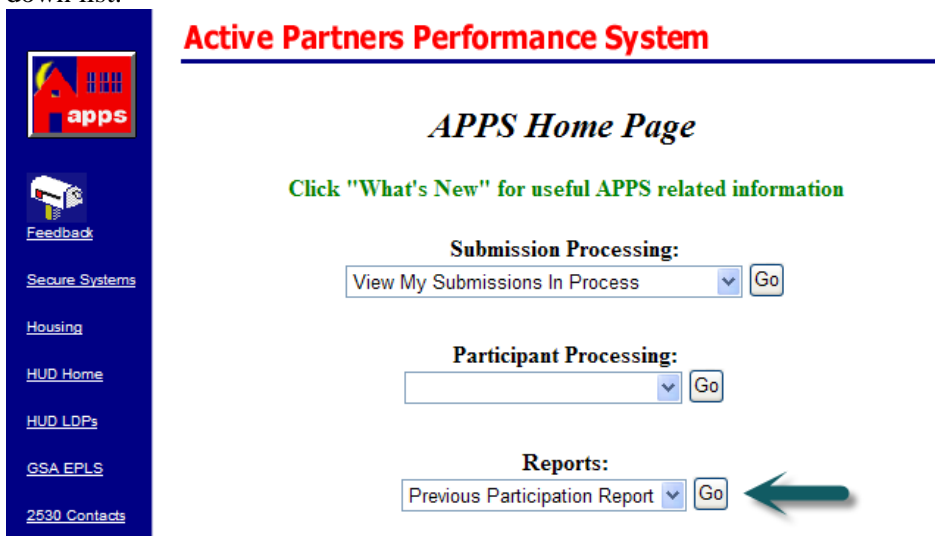 down list.
Active Partners Performance System
apps
APPS Home Page
Click "What's New" for useful APPS related information
Feedback
Submission Processing:
Secure Systems
View My Submissions In Process
Go
Housing
Participant Processing:
HUD Home
Go
HUD LDPs
GSA EPLS
Reports:
Previous Participation Report
Go
2530 Contacts